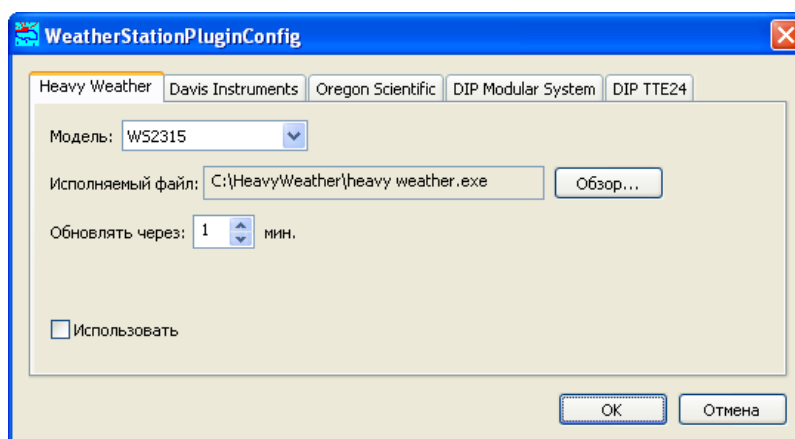 WeatherStationPluginConfig
Heavy Weather Davis Instruments Oregon Scientific DIP Modular System DIP TTE24
Модель: WS2315
Исполняемый файл: C:\HeavyWeather\heavy weather.exe Обзор...
Обновлять через: 1 мин.
Использовать
OK Отмена